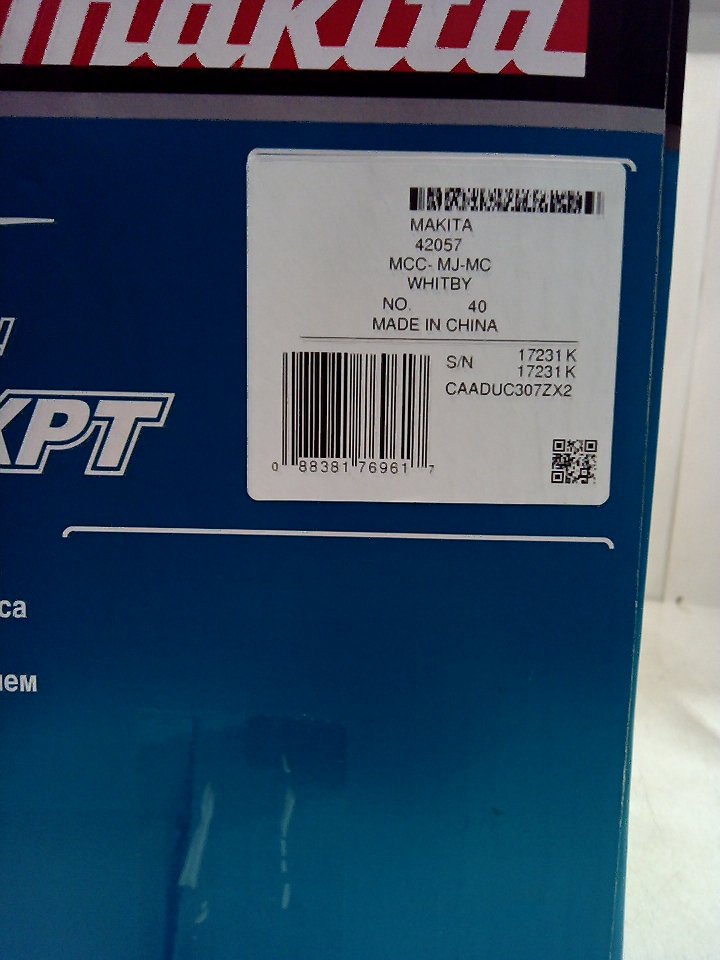 makita
MAKITA
42057
MCC- MJ-MC
WHITBY
NO. 40
MADE IN CHINA
S/N 17231 K
17231 K
CAADUC307ZX2
0 88381 76961 7
XPT
ca
ем